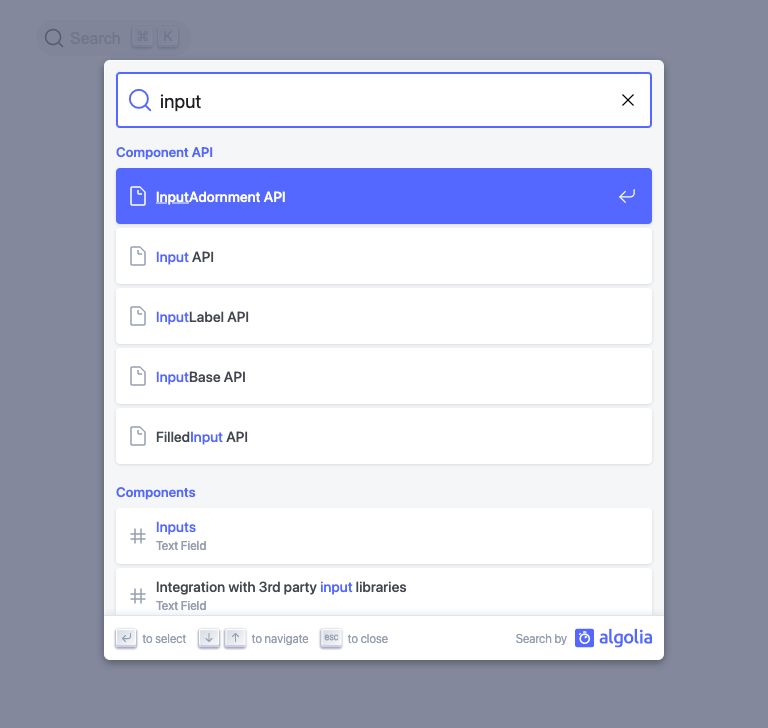 Search ⌘ K
input
Component API
InputAdornment API
Input API
InputLabel API
InputBase API
FilledInput API
Components
Inputs
Text Field
Integration with 3rd party input libraries
Text Field
to select to navigate esc to close Search by algolia